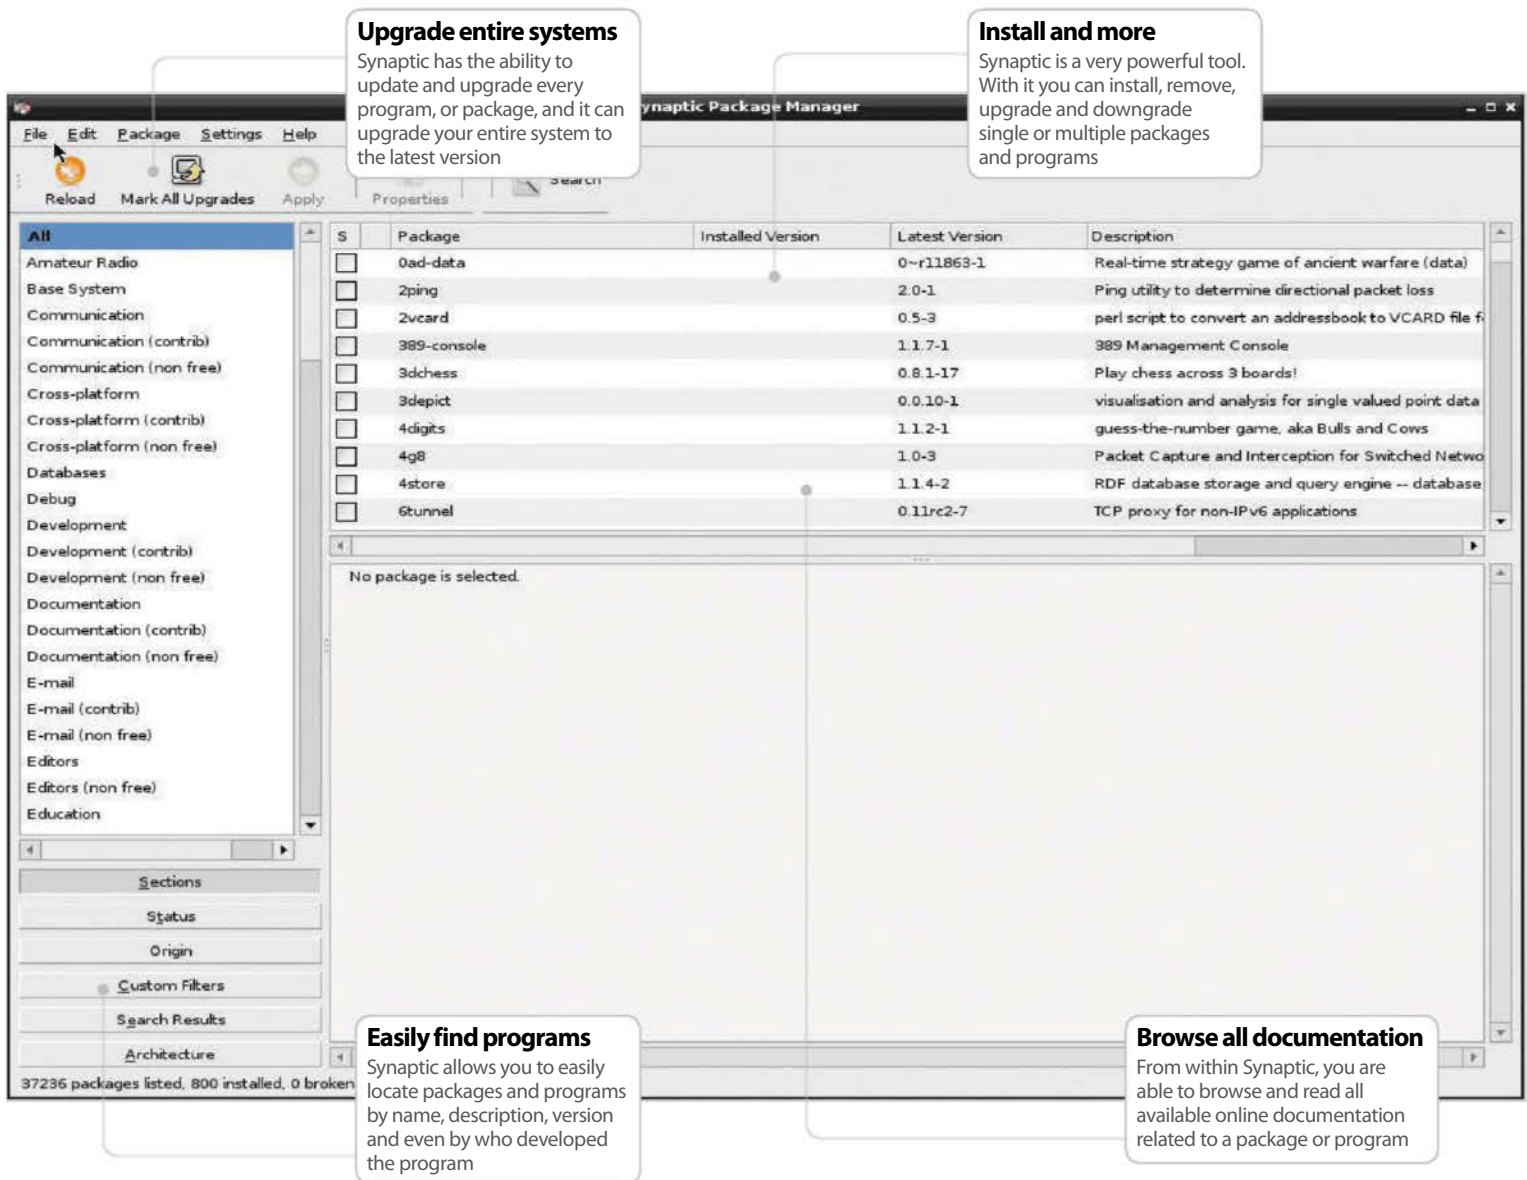 Upgrade entire systems
Synaptic has the ability to
update and upgrade every
program, or package, and it can
upgrade your entire system to
the latest version
Install and more
Synaptic is a very powerful tool.
With it you can install, remove,
upgrade and downgrade
single or multiple packages
and programs
ynaptic Package Manager
File Edit Package Settings Help
Reload Mark All Upgrades Apply Properties Search
All
Amateur Radio
Base System
Communication
Communication (contrib)
Communication (non free)
Cross-platform
Cross-platform (contrib)
Cross-platform (non free)
Databases
Debug
Development
Development (contrib)
Development (non free)
Documentation
Documentation (contrib)
Documentation (non free)
E-mail
E-mail (contrib)
E-mail (non free)
Editors
Editors (non free)
Education
Sections
Status
Origin
Custom Filters
Search Results
Architecture
S Package Installed Version Latest Version Description
0ad-data 0~r11863-1 Real-time strategy game of ancient warfare (data)
2ping 2.0-1 Ping utility to determine directional packet loss
2vcard 0.5-3 perl script to convert an addressbook to VCARD file f
389-console 1.1.7-1 389 Management Console
3dchess 0.8.1-17 Play chess across 3 boards!
3depict 0.0.10-1 visualisation and analysis for single valued point data
4digits 1.1.2-1 guess-the-number game, aka Bulls and Cows
4g8 1.0-3 Packet Capture and Interception for Switched Netwo
4store 1.1.4-2 RDF database storage and query engine -- database
6tunnel 0.11rc2-7 TCP proxy for non-IPv6 applications
No package is selected.
37236 packages listed, 800 installed, 0 broken
Easily find programs
Synaptic allows you to easily
locate packages and programs
by name, description, version
and even by who developed
the program
Browse all documentation
From within Synaptic, you are
able to browse and read all
available online documentation
related to a package or program